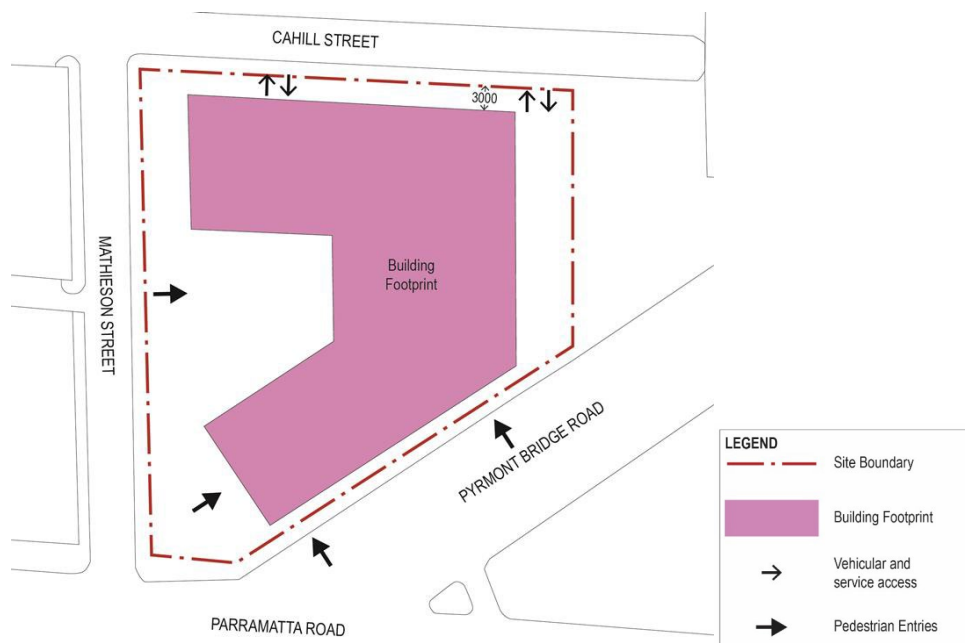 CAHILL STREET
3000
MATHIESON STREET
Building
Footprint
PYRMONT BRIDGE ROAD
PARRAMATTA ROAD
LEGEND
Site Boundary
Building Footprint
Vehicular and
service access
Pedestrian Entries